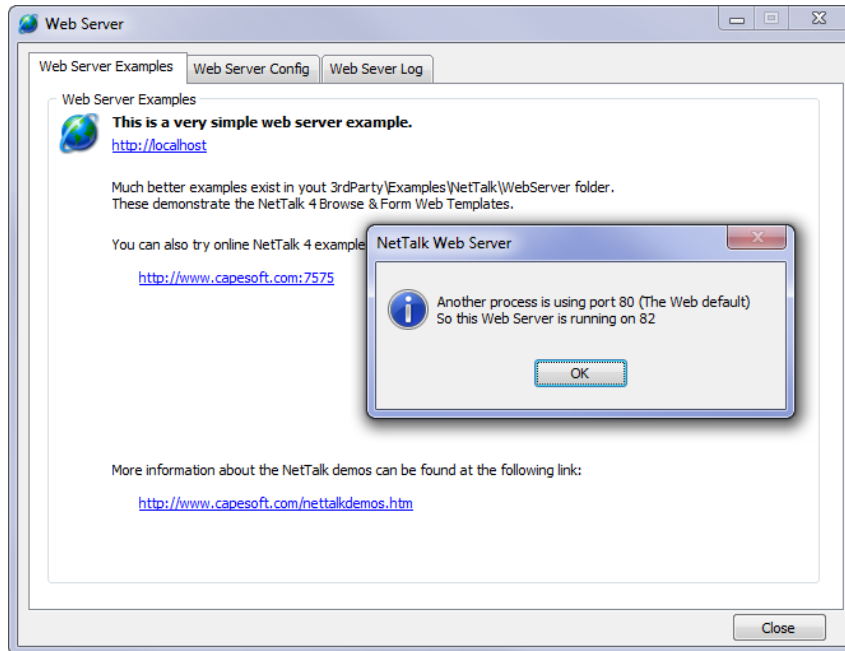 Web Server
Web Server Examples
Web Server Config
Web Sever Log
Web Server Examples
This is a very simple web server example.
http://localhost
Much better examples exist in yout 3rdParty\Examples\NetTalk\WebServer folder.
These demonstrate the NetTalk 4 Browse & Form Web Templates.
You can also try online NetTalk 4 example
http://www.capesoft.com:7575
NetTalk Web Server
Another process is using port 80 (The Web default)
So this Web Server is running on 82
OK
More information about the NetTalk demos can be found at the following link:
http://www.capesoft.com/nettalkdemos.htm
Close